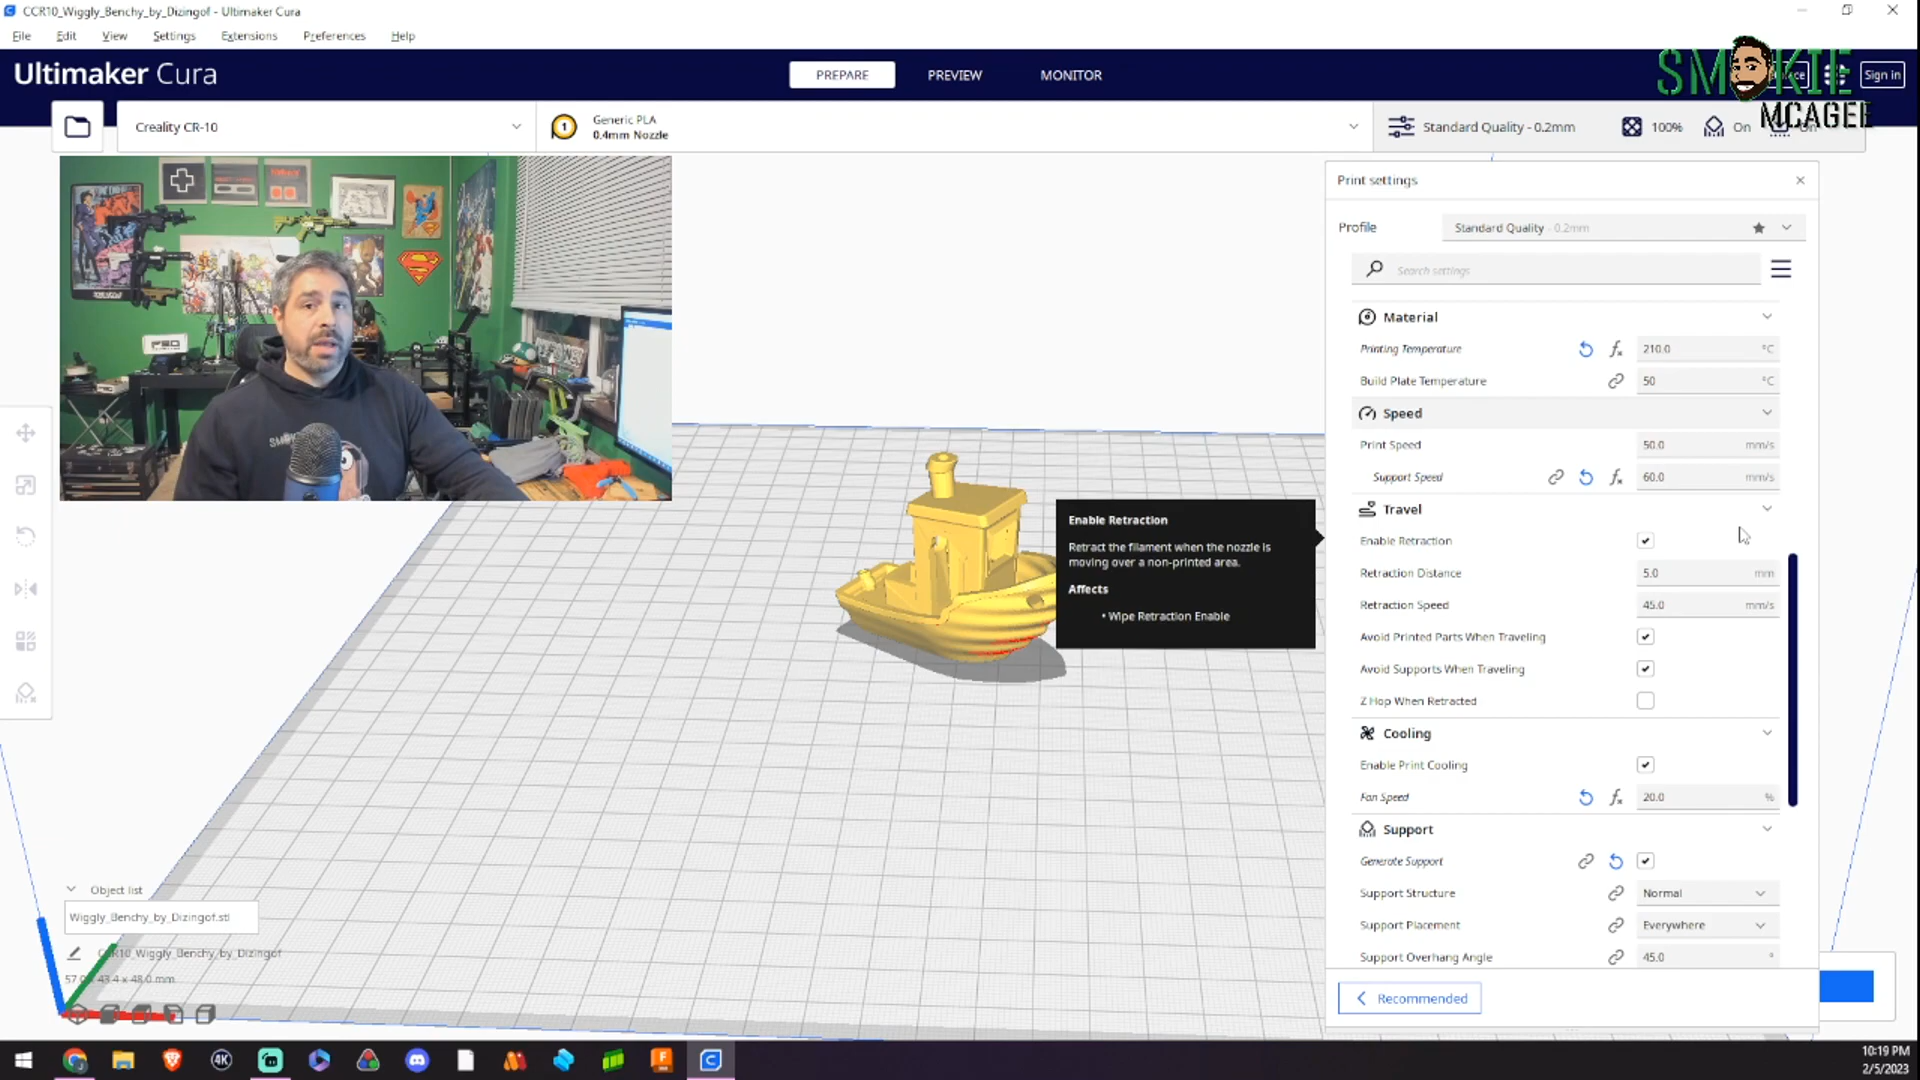 CCR10_Wiggly_Benchy_by_Dizingof - Ultimaker Cura
File Edit View Settings Extensions Preferences Help
Ultimaker Cura
PREPARE PREVIEW MONITOR
Sign in
SMOKIE
MCAGEE
Creality CR-10
1
Generic PLA
0.4mm Nozzle
Standard Quality - 0.2mm
100%
On
Print settings
Profile
Standard Quality - 0.2mm
Search settings
Material
Printing Temperature 210.0 °C
Build Plate Temperature 50 °C
Speed
Print Speed 50.0 mm/s
Support Speed 60.0 mm/s
Travel
Enable Retraction
Retraction Distance 5.0 mm
Retraction Speed 45.0 mm/s
Avoid Printed Parts When Traveling
Avoid Supports When Traveling
Z Hop When Retracted
Cooling
Enable Print Cooling
Fan Speed 20.0 %
Support
Generate Support
Support Structure Normal
Support Placement Everywhere
Support Overhang Angle 45.0 °
Recommended
Enable Retraction
Retract the filament when the nozzle is
moving over a non-printed area.
Affects
• Wipe Retraction Enable
Object list
Wiggly_Benchy_by_Dizingof.stl
CCR10_Wiggly_Benchy_by_Dizingof
x 43.4 x 48.0 mm
4K
F
10:19 PM
2/5/2023